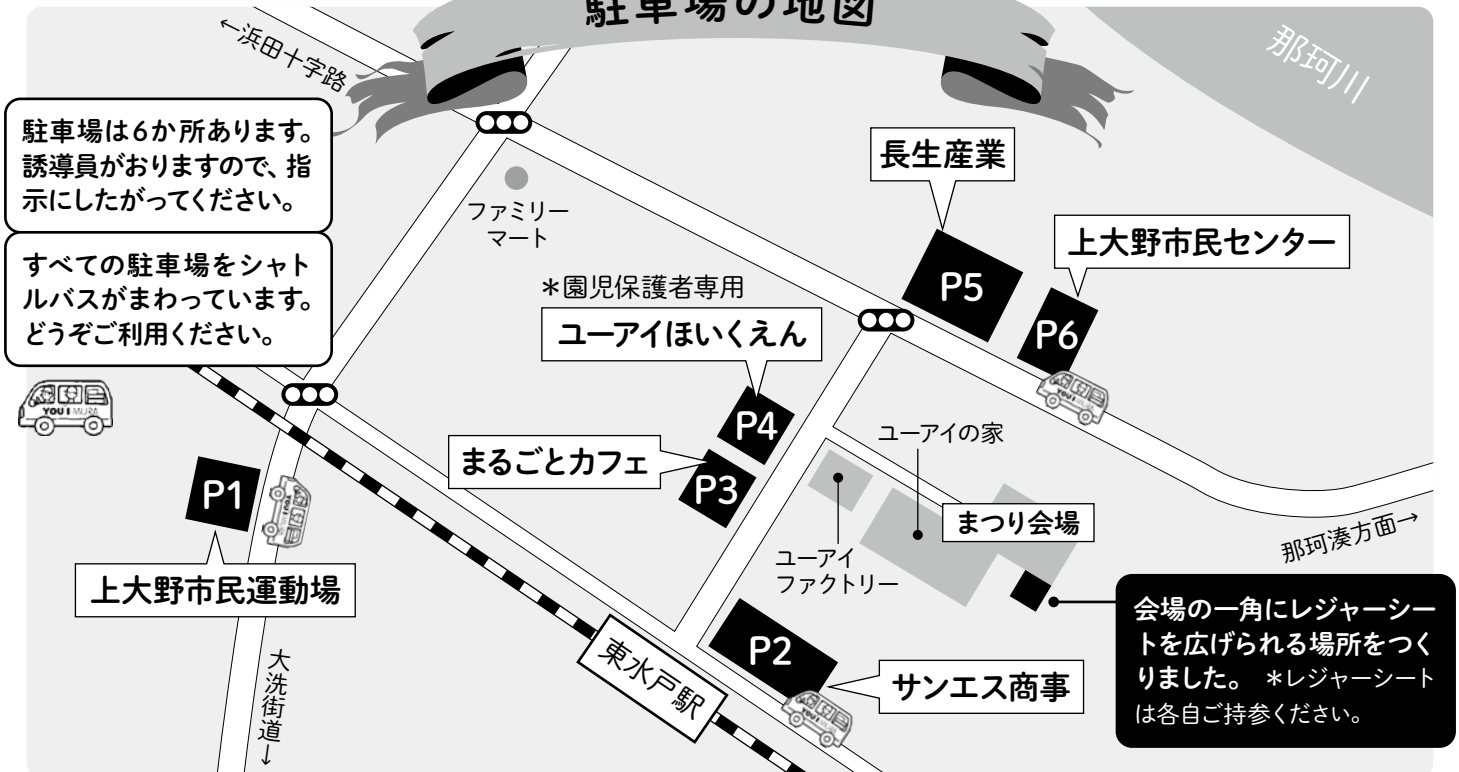 駐車場の地図
←浜田十字路
那珂川
駐車場は6か所あります。
誘導員がおりますので、指
示にしたがってください。
すべての駐車場をシャト
ルバスがまわっています。
どうぞご利用ください。
YOU I MURA
ファミリー
マート
長生産業
P5
上大野市民センター
P6
YOU I MURA
*園児保護者専用
ユーアイほいくえん
P4
まるごとカフェ
P3
ユーアイの家
まつり会場
ユーアイ
ファクトリー
那珂湊方面→
P1
YOU I MURA
上大野市民運動場
大洗街道→
東水戸駅
P2
サンエス商事
YOU I MURA
会場の一角にレジャーシー
トを広げられる場所をつく
りました。 *レジャーシート
は各自ご持参ください。